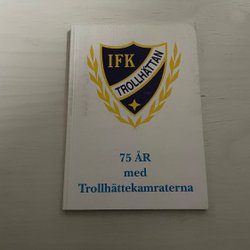 IFK
TROLLHÄTTAN
75 ÅR
med
Trollhättekamraterna